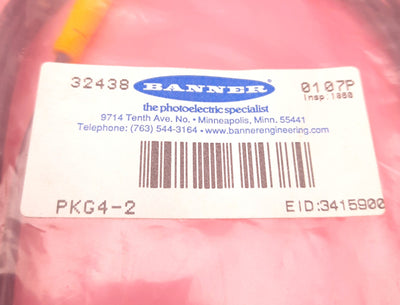 32438 BANNER 0107P
Insp.1060
the photoelectric specialist
9714 Tenth Ave. No. • Minneapolis, Minn. 55441
Telephone: (763) 544-3164 • www.bannerengineering.com
PKG4-2 EID:3415900